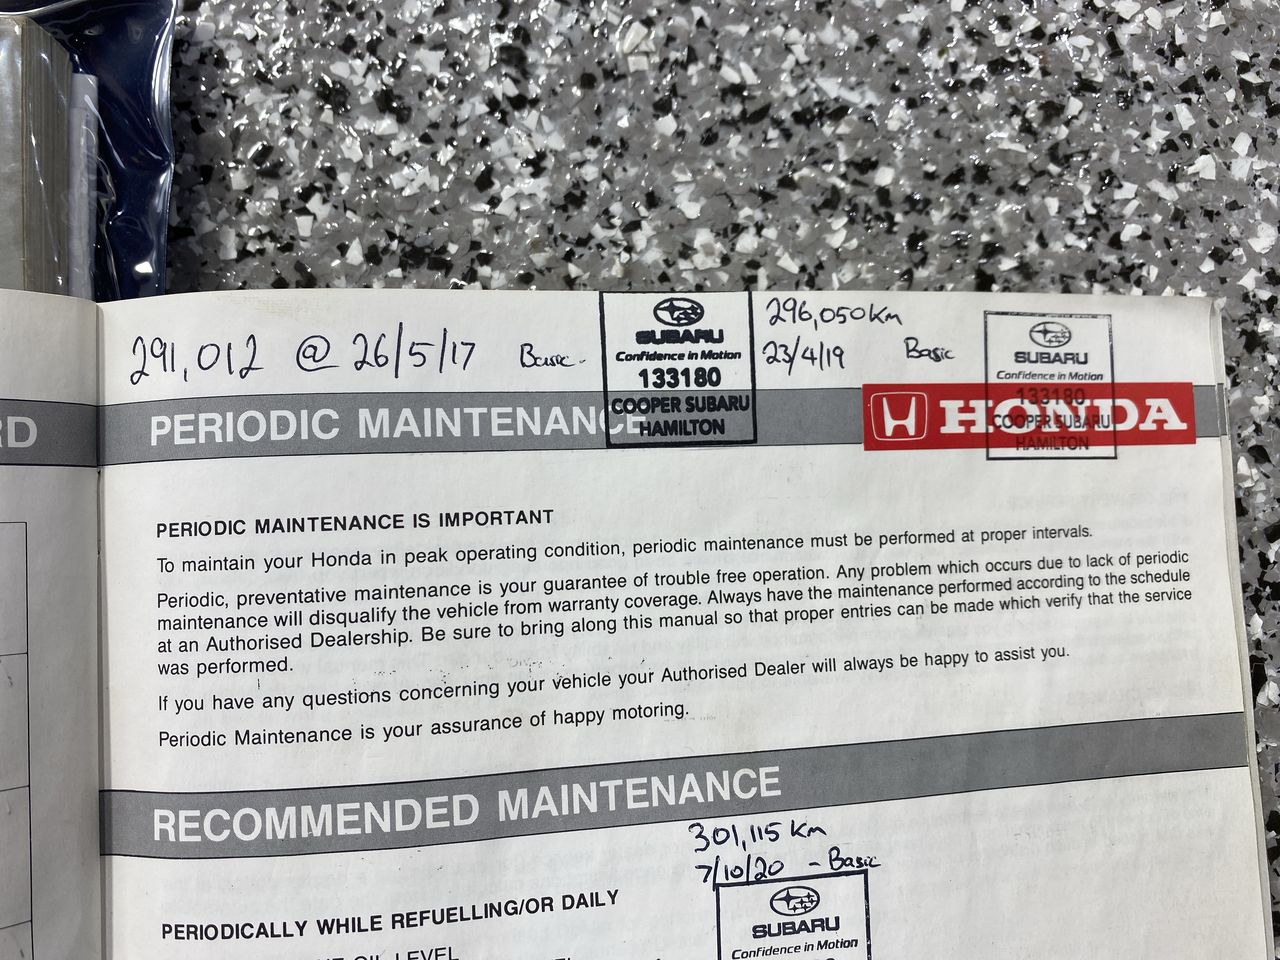 291,012 @ 26/5/17 Basic -
SUBARU
Confidence in Motion
133180
COOPER SUBARU
HAMILTON
296,050km
23/4/19 Basic
SUBARU
Confidence in Motion
133180
COOPER SUBARU
HAMILTON
RD
PERIODIC MAINTENANCE
HONDA
PERIODIC MAINTENANCE IS IMPORTANT
To maintain your Honda in peak operating condition, periodic maintenance must be performed at proper intervals.
Periodic, preventative maintenance is your guarantee of trouble free operation. Any problem which occurs due to lack of periodic
maintenance will disqualify the vehicle from warranty coverage. Always have the maintenance performed according to the schedule
at an Authorised Dealership. Be sure to bring along this manual so that proper entries can be made which verify that the service
was performed.
If you have any questions concerning your vehicle your Authorised Dealer will always be happy to assist you.
Periodic Maintenance is your assurance of happy motoring.
RECOMMENDED MAINTENANCE
301,115 km
7/10/20 - Basic
SUBARU
Confidence in Motion
PERIODICALLY WHILE REFUELLING/OR DAILY
OIL LEVEL